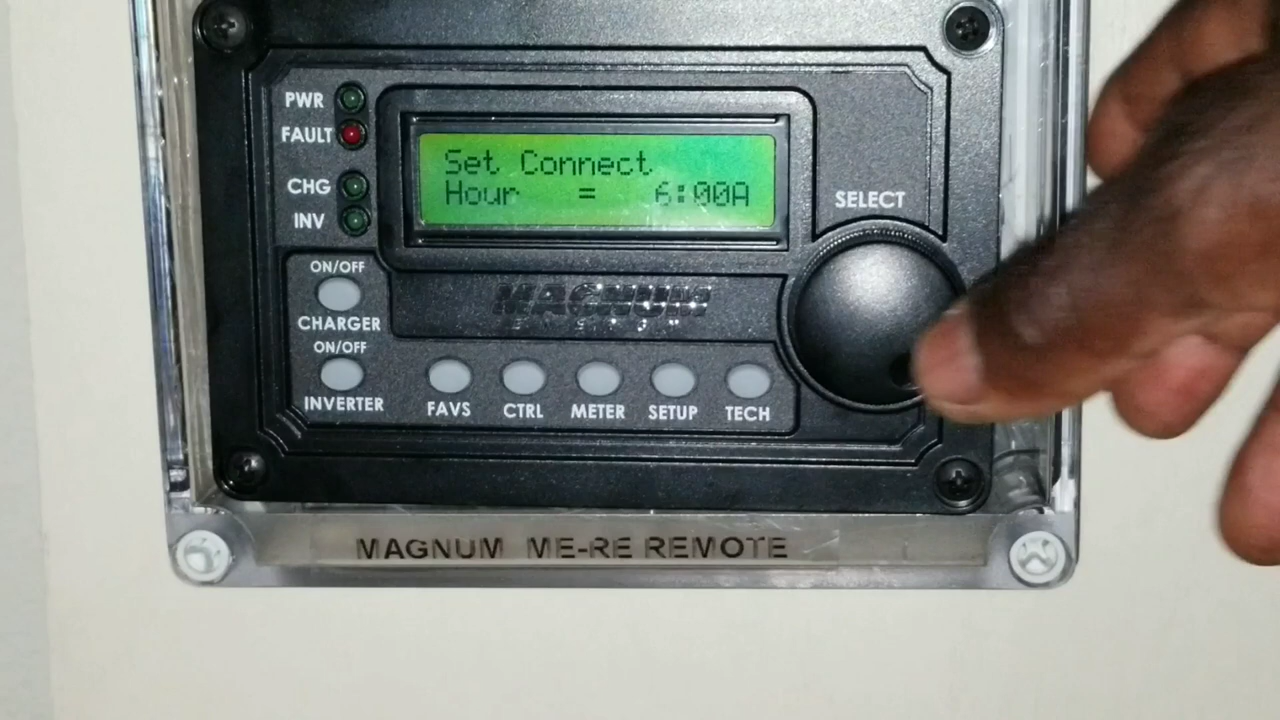 PWR
FAULT
CHG
INV
Set Connect
Hour = 6:00A
SELECT
ON/OFF
CHARGER
ON/OFF
INVERTER
MAGNUM
FAVS
CTRL
METER
SETUP
TECH
MAGNUM ME-RE REMOTE